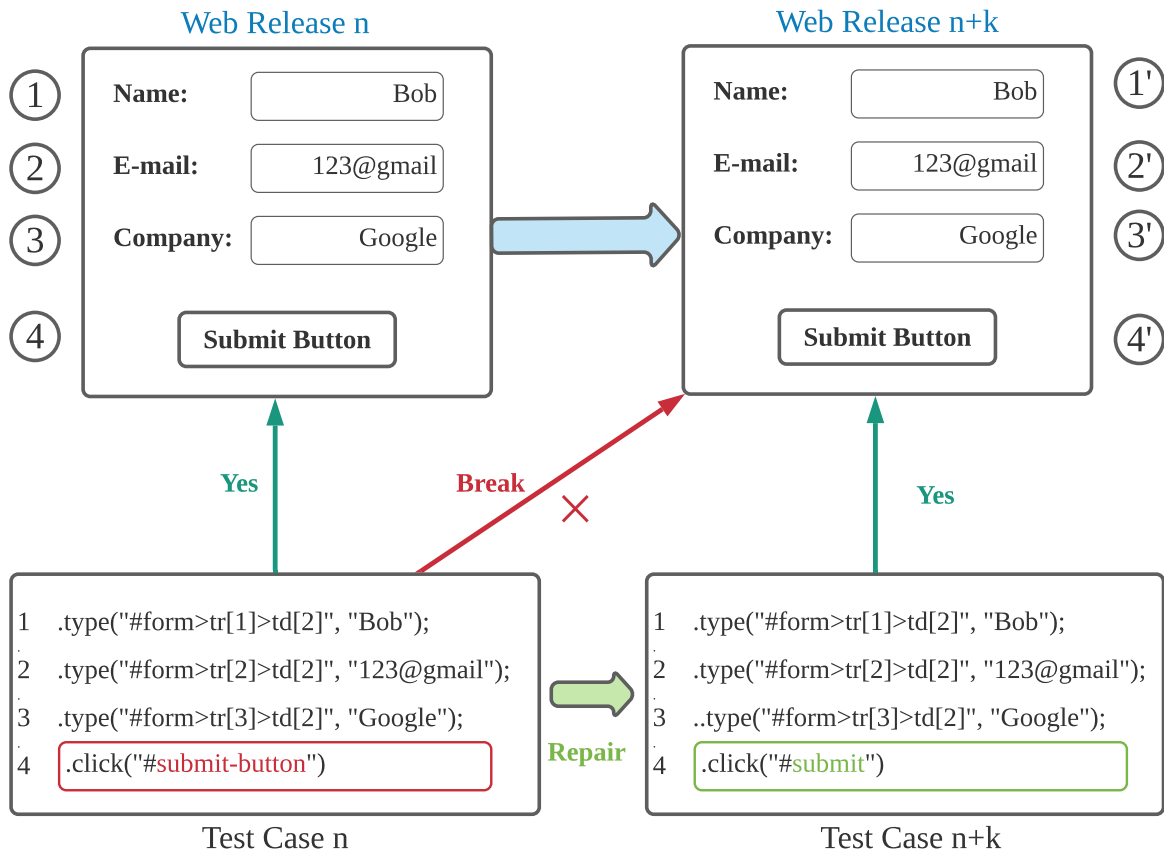 Web Release n
Web Release n+k
1
Name:
Bob
2
E-mail:
123@gmail
3
Company:
Google
4
Submit Button
Name:
Bob
1'
E-mail:
123@gmail
2'
Company:
Google
3'
Submit Button
4'
Yes
Break
Yes
1 .type("#form>tr[1]>td[2]", "Bob");
.
2 .type("#form>tr[2]>td[2]", "123@gmail");
.
3 .type("#form>tr[3]>td[2]", "Google");
.
4 .click("#submit-button")
Test Case n
Repair
1 .type("#form>tr[1]>td[2]", "Bob");
.
2 .type("#form>tr[2]>td[2]", "123@gmail");
.
3 ..type("#form>tr[3]>td[2]", "Google");
.
4 .click("#submit")
Test Case n+k